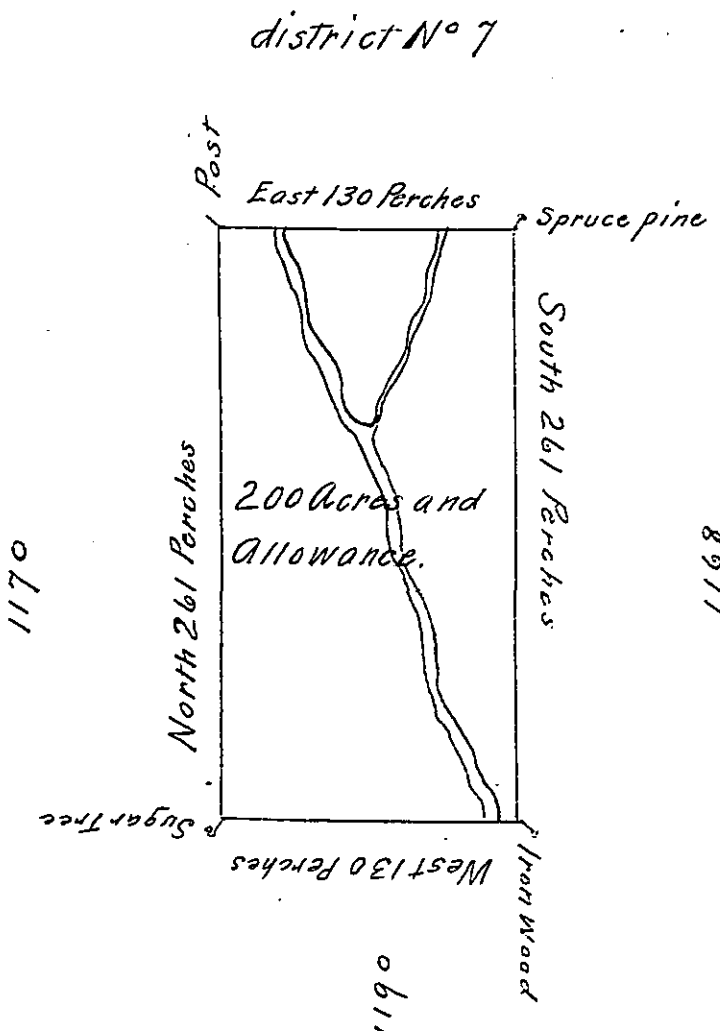 district Nº 7
Post
East 130 Perches
Spruce pine
South 261 Perches
North 261 Perches
200 Acres and
Allowance.
1170
1168
Sugar Tree
West 130 Perches
Iron Wood